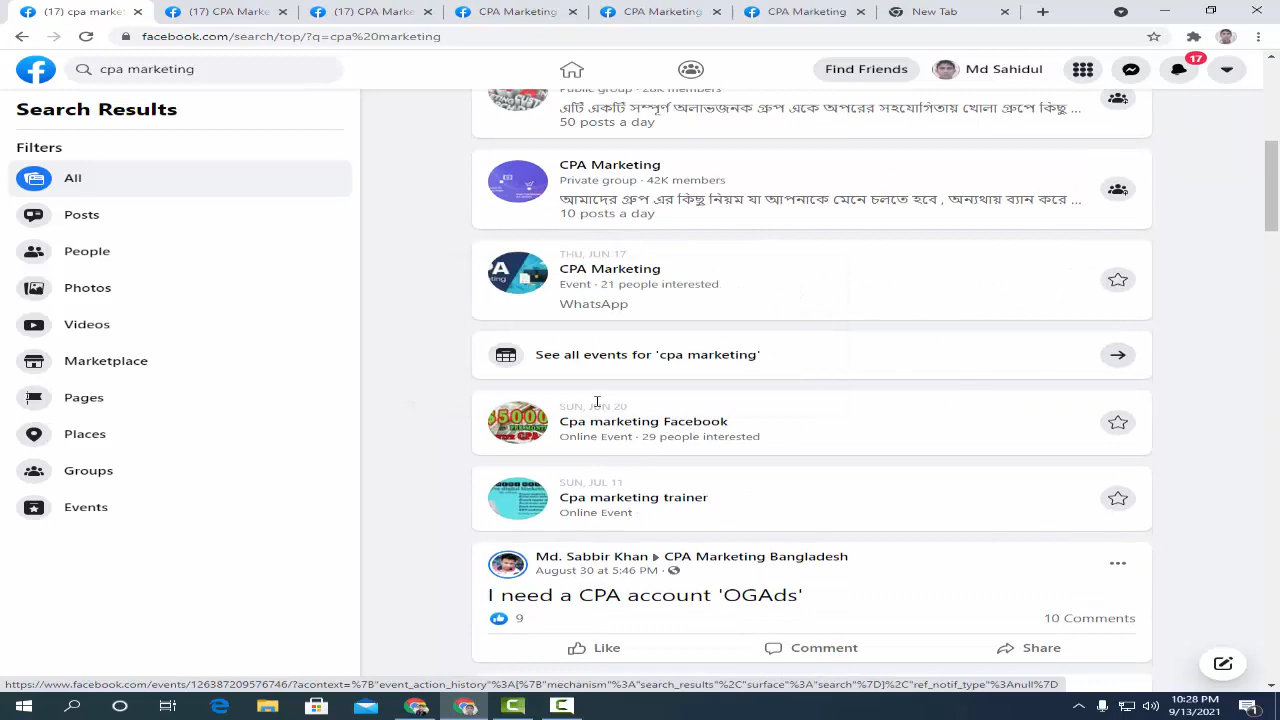 (17) CPA marke
(17) CPA Marke
(17) CPA Marke
CPA Marketing
CPA Marketing
CPA Marketing
New Tab
facebook.com/search/top/?q=cpa%20marketing
cpa marketing
Find Friends
Md Sahidul
17
Search Results
Filters
All
Posts
People
Photos
Videos
Marketplace
Pages
Places
Groups
Events
Public group · 28K members
এটি একটি সম্পূর্ণ অলাভজনক গ্রুপ একে অপরের সহযোগিতায় খোলা গ্রুপে কিছু ...
50 posts a day
CPA Marketing
Private group · 42K members
আমাদের গ্রুপ এর কিছু নিয়ম যা আপনাকে মেনে চলতে হবে , অন্যথায় ব্যান করে ...
10 posts a day
THU, JUN 17
CPA Marketing
Event · 21 people interested
WhatsApp
See all events for 'cpa marketing'
SUN, JUN 20
Cpa marketing Facebook
Online Event · 29 people interested
SUN, JUL 11
Cpa marketing trainer
Online Event
Md. Sabbir Khan ▸ CPA Marketing Bangladesh
August 30 at 5:46 PM ·
I need a CPA account 'OGAds'
9
10 Comments
Like
Comment
Share
https://www.facebook.com/events/126387209576746/?acontext=%7B"event_action_history"%3A[%7B"mechanism"%3A"search_results"%2C"surface"%3A"search"%7D]%2C"ref_notif_type"%3Anull%7D
10:28 PM
9/13/2021